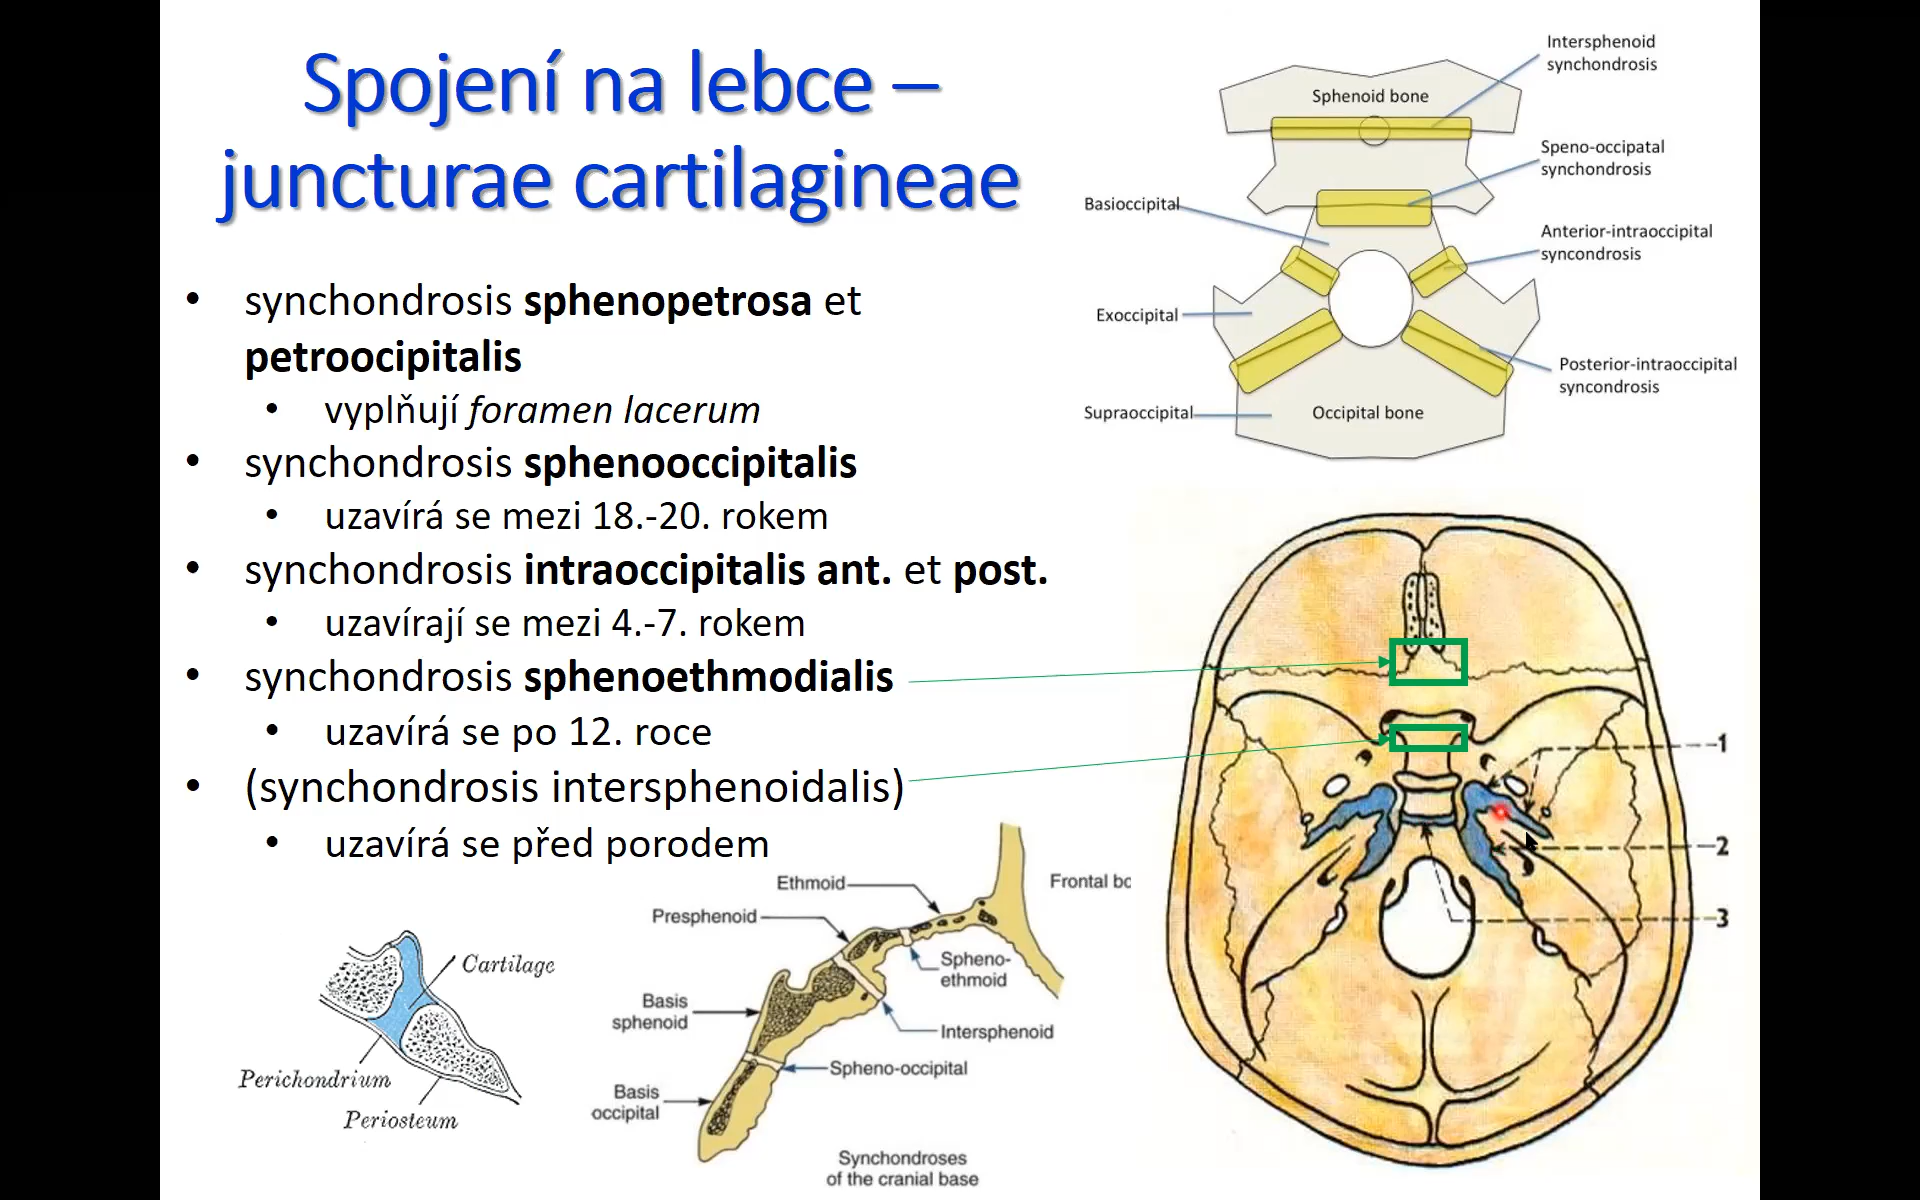 Spojení na lebce –
juncturae cartilagineae
• synchondrosis sphenopetrosa et
petroocipitalis
• vyplňují foramen lacerum
• synchondrosis sphenooccipitalis
• uzavírá se mezi 18.-20. rokem
• synchondrosis intraoccipitalis ant. et post.
• uzavírají se mezi 4.-7. rokem
• synchondrosis sphenoethmodialis
• uzavírá se po 12. roce
• (synchondrosis intersphenoidalis)
• uzavírá se před porodem
Intersphenoid
synchondrosis
Sphenoid bone
Speno-occipatal
synchondrosis
Basioccipital
Anterior-intraoccipital
syncondrosis
Exoccipital
Posterior-intraoccipital
syncondrosis
Supraoccipital
Occipital bone
1
2
3
Cartilage
Perichondrium
Periosteum
Ethmoid
Frontal bo
Presphenoid
Spheno-
ethmoid
Basis
sphenoid
Intersphenoid
Spheno-occipital
Basis
occipital
Synchondroses
of the cranial base